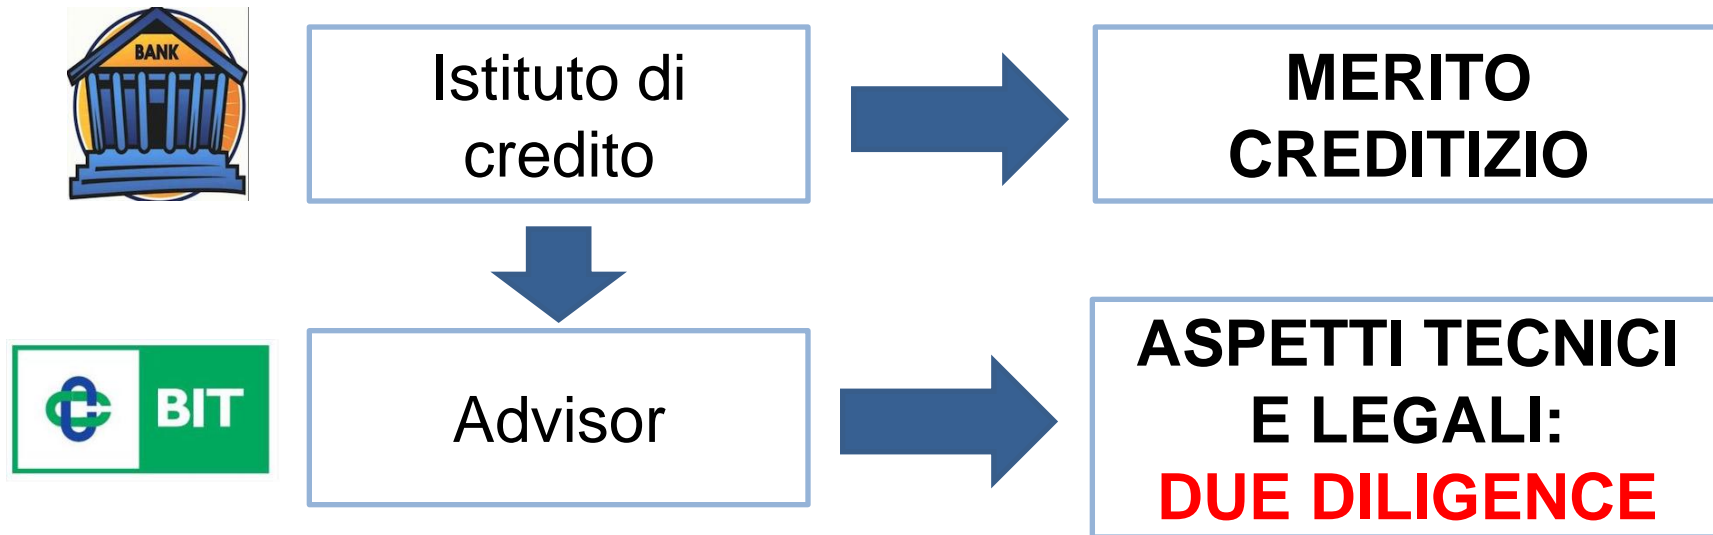 BANK
Istituto di
credito
MERITO
CREDITIZIO
BIT
Advisor
ASPETTI TECNICI
E LEGALI:
DUE DILIGENCE